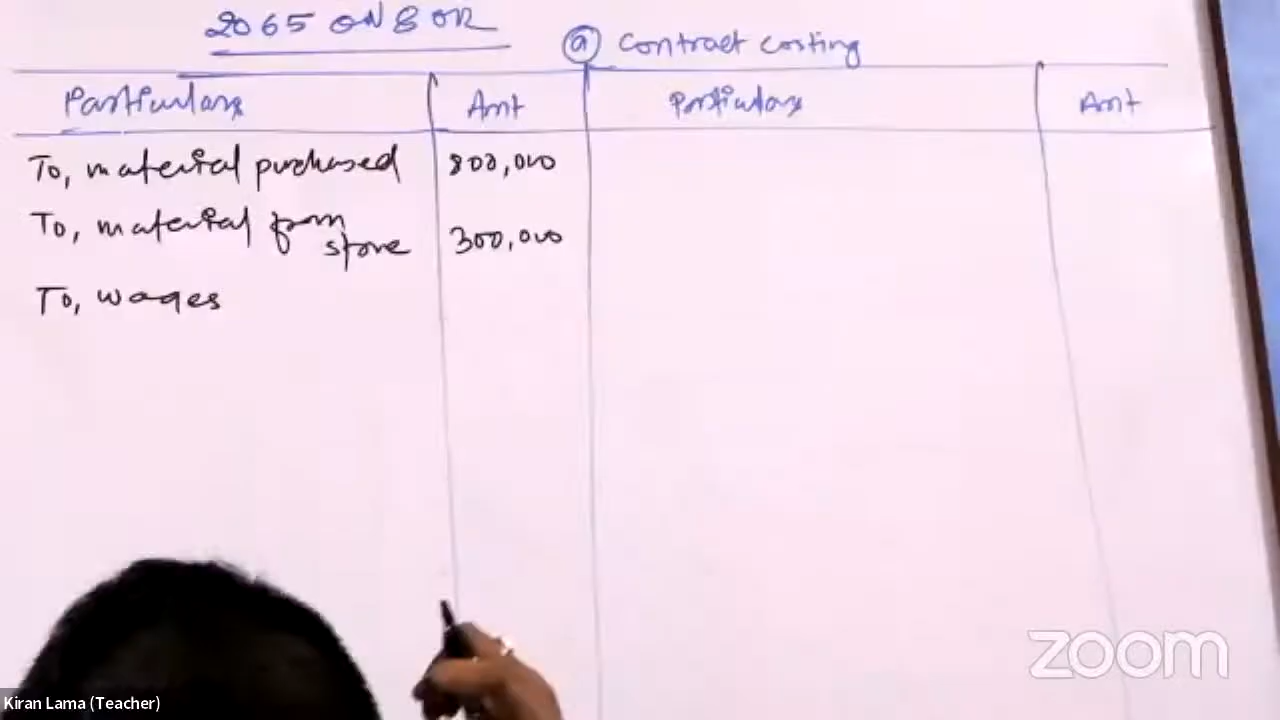 2065 QN 8 OR
a contract costing
Particulars Amt Particulars Amt
To, material purchased 800,000
To, material from store 300,000
To, wages
zoom
Kiran Lama (Teacher)